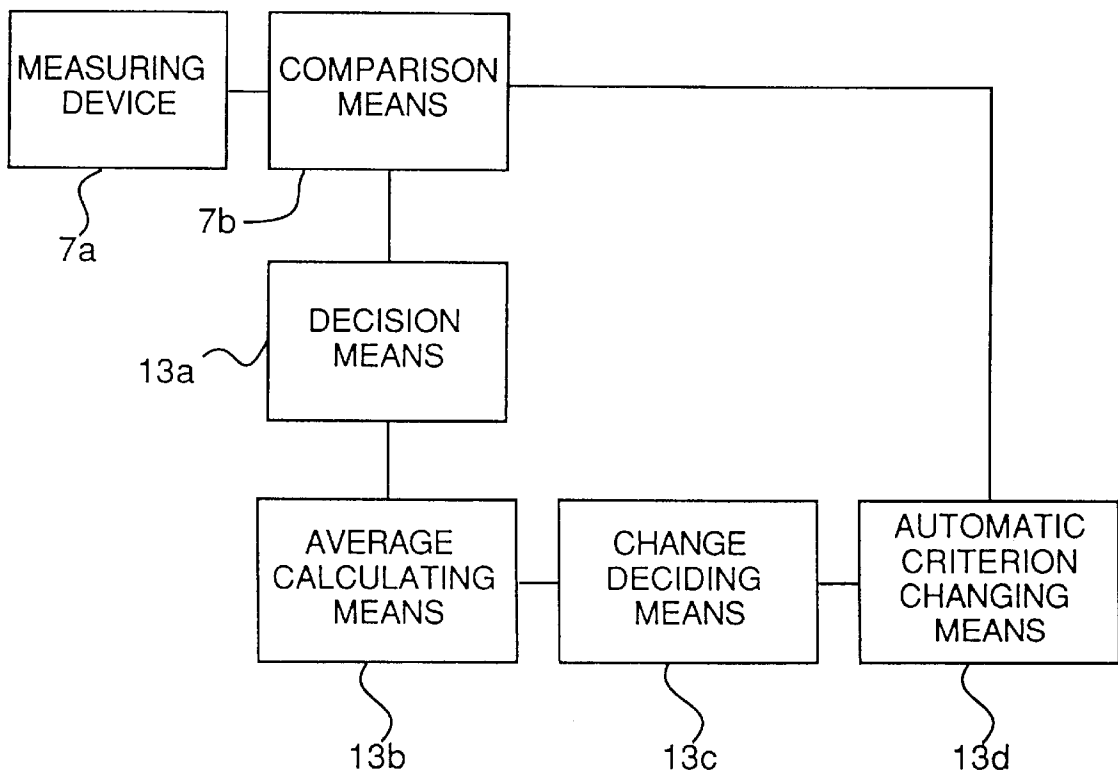 MEASURING
DEVICE
COMPARISON
MEANS
7a
7b
DECISION
MEANS
13a
AVERAGE
CALCULATING
MEANS
CHANGE
DECIDING
MEANS
AUTOMATIC
CRITERION
CHANGING
MEANS
13b
13c
13d